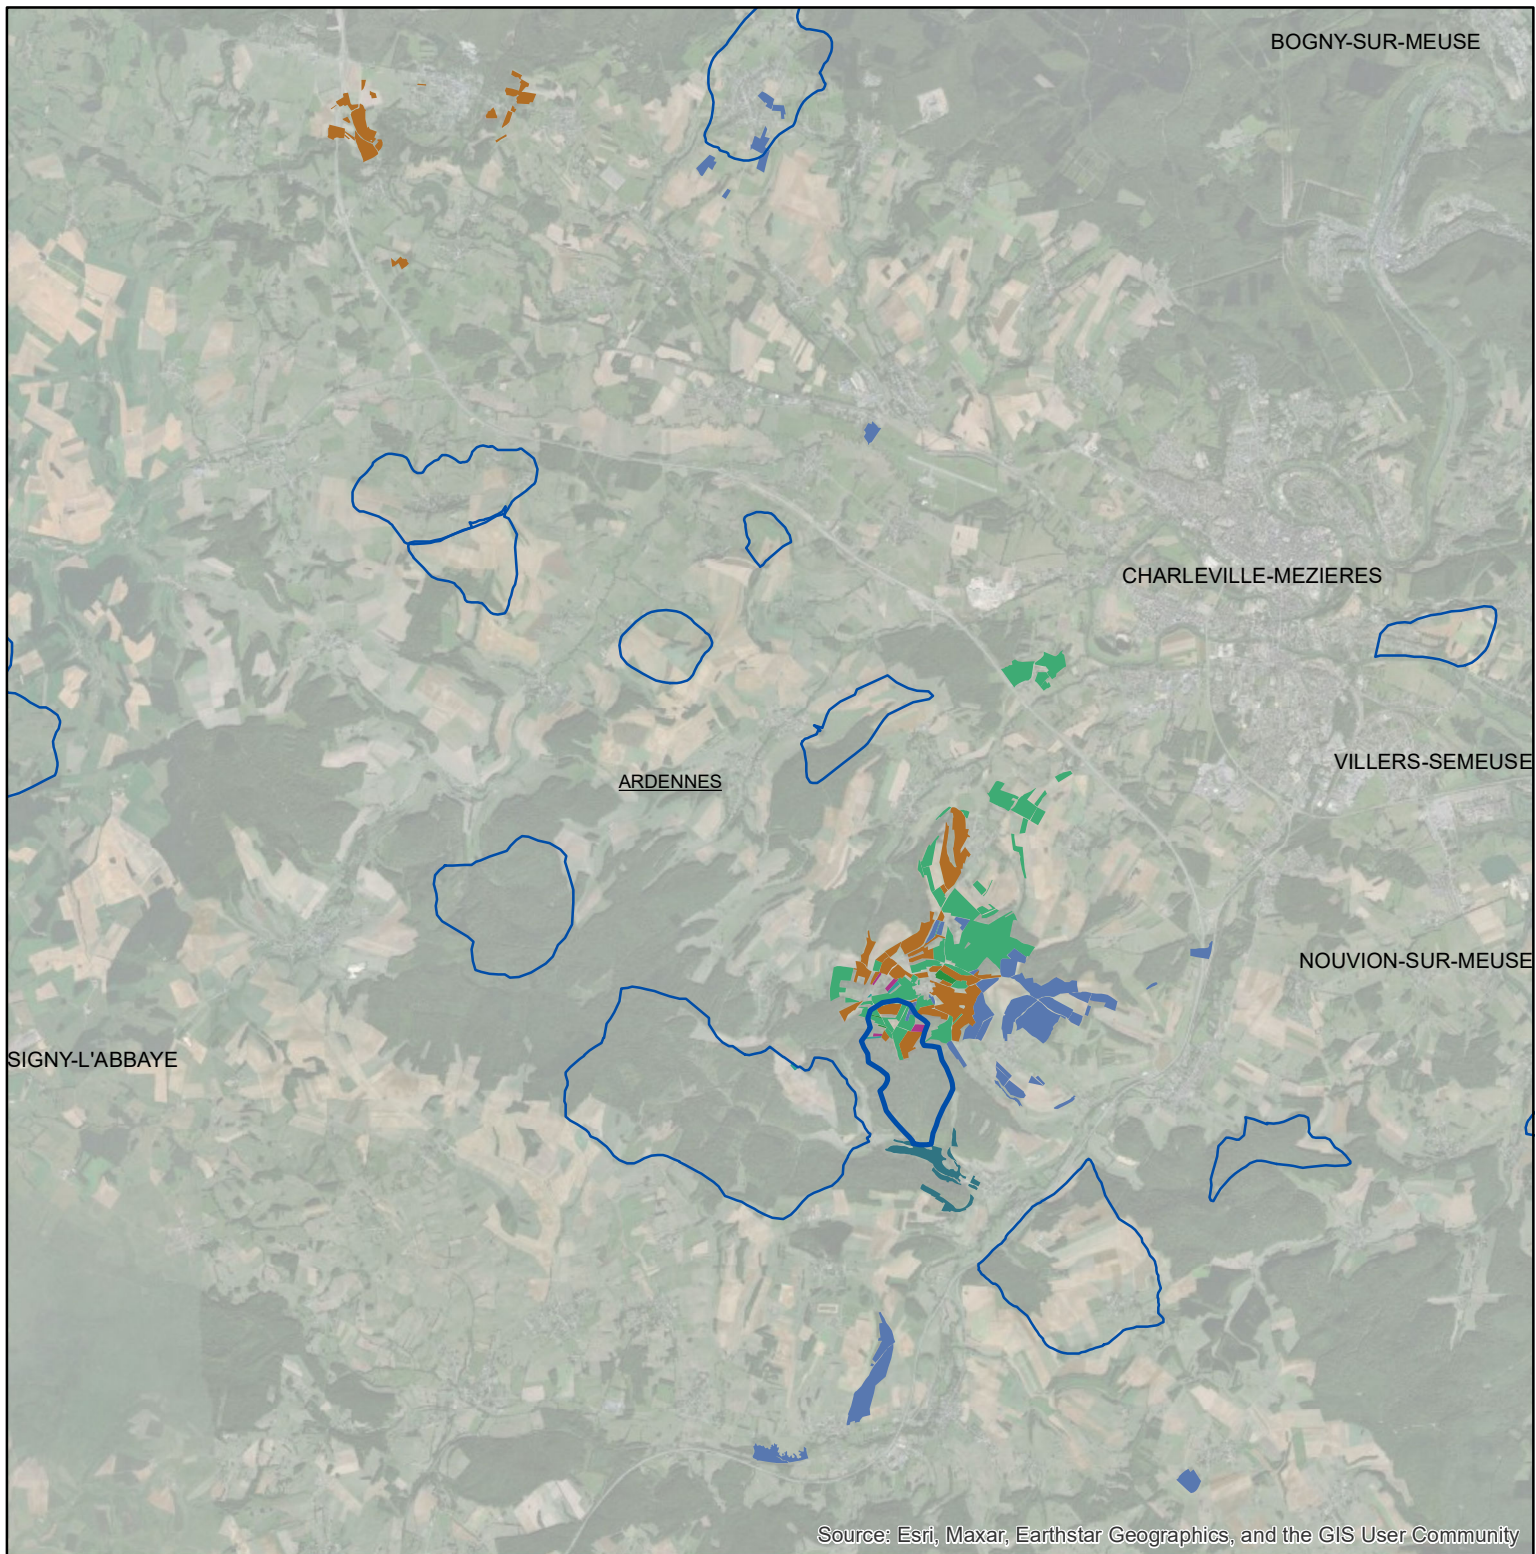 BOGNY-SUR-MEUSE
CHARLEVILLE-MEZIERES
VILLERS-SEMEUSE
ARDENNES
NOUVION-SUR-MEUSE
SIGNY-L'ABBAYE
Source: Esri, Maxar, Earthstar Geographics, and the GIS User Community